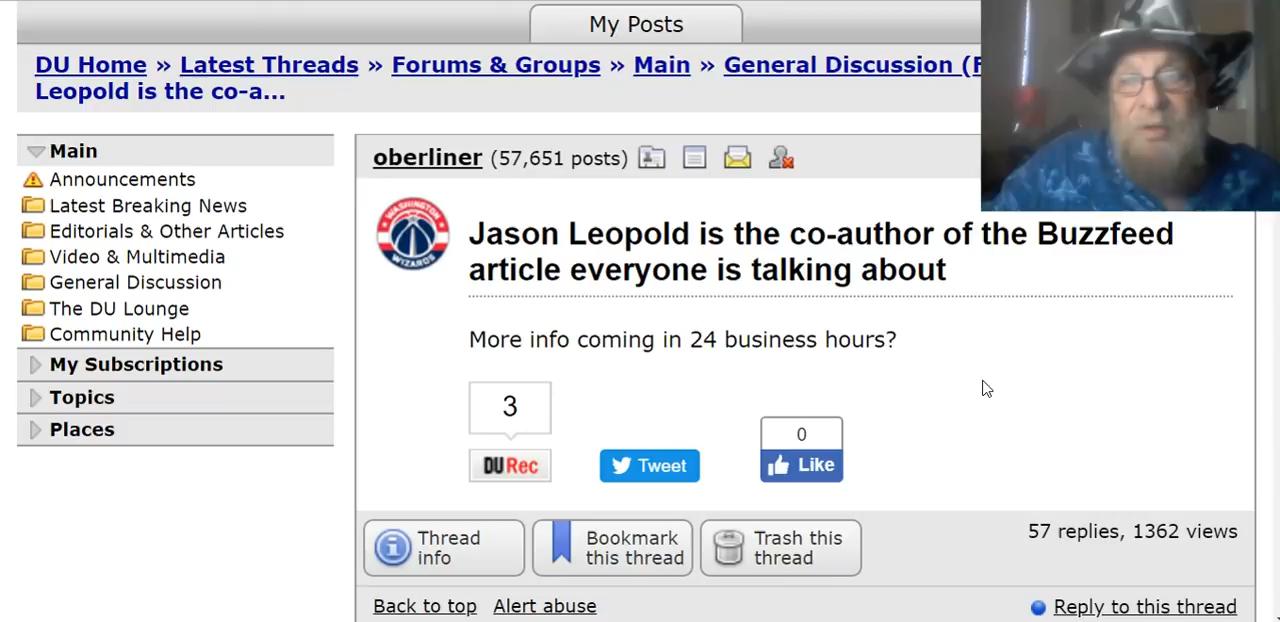 My Posts
DU Home » Latest Threads » Forums & Groups » Main » General Discussion (F
Leopold is the co-a...
Main
Announcements
Latest Breaking News
Editorials & Other Articles
Video & Multimedia
General Discussion
The DU Lounge
Community Help
My Subscriptions
Topics
Places
oberliner (57,651 posts)
WASHINGTON
WIZARDS
Jason Leopold is the co-author of the Buzzfeed
article everyone is talking about
More info coming in 24 business hours?
3
DU Rec
Tweet
0
Like
Thread
info
Bookmark
this thread
Trash this
thread
57 replies, 1362 views
Back to top Alert abuse
Reply to this thread